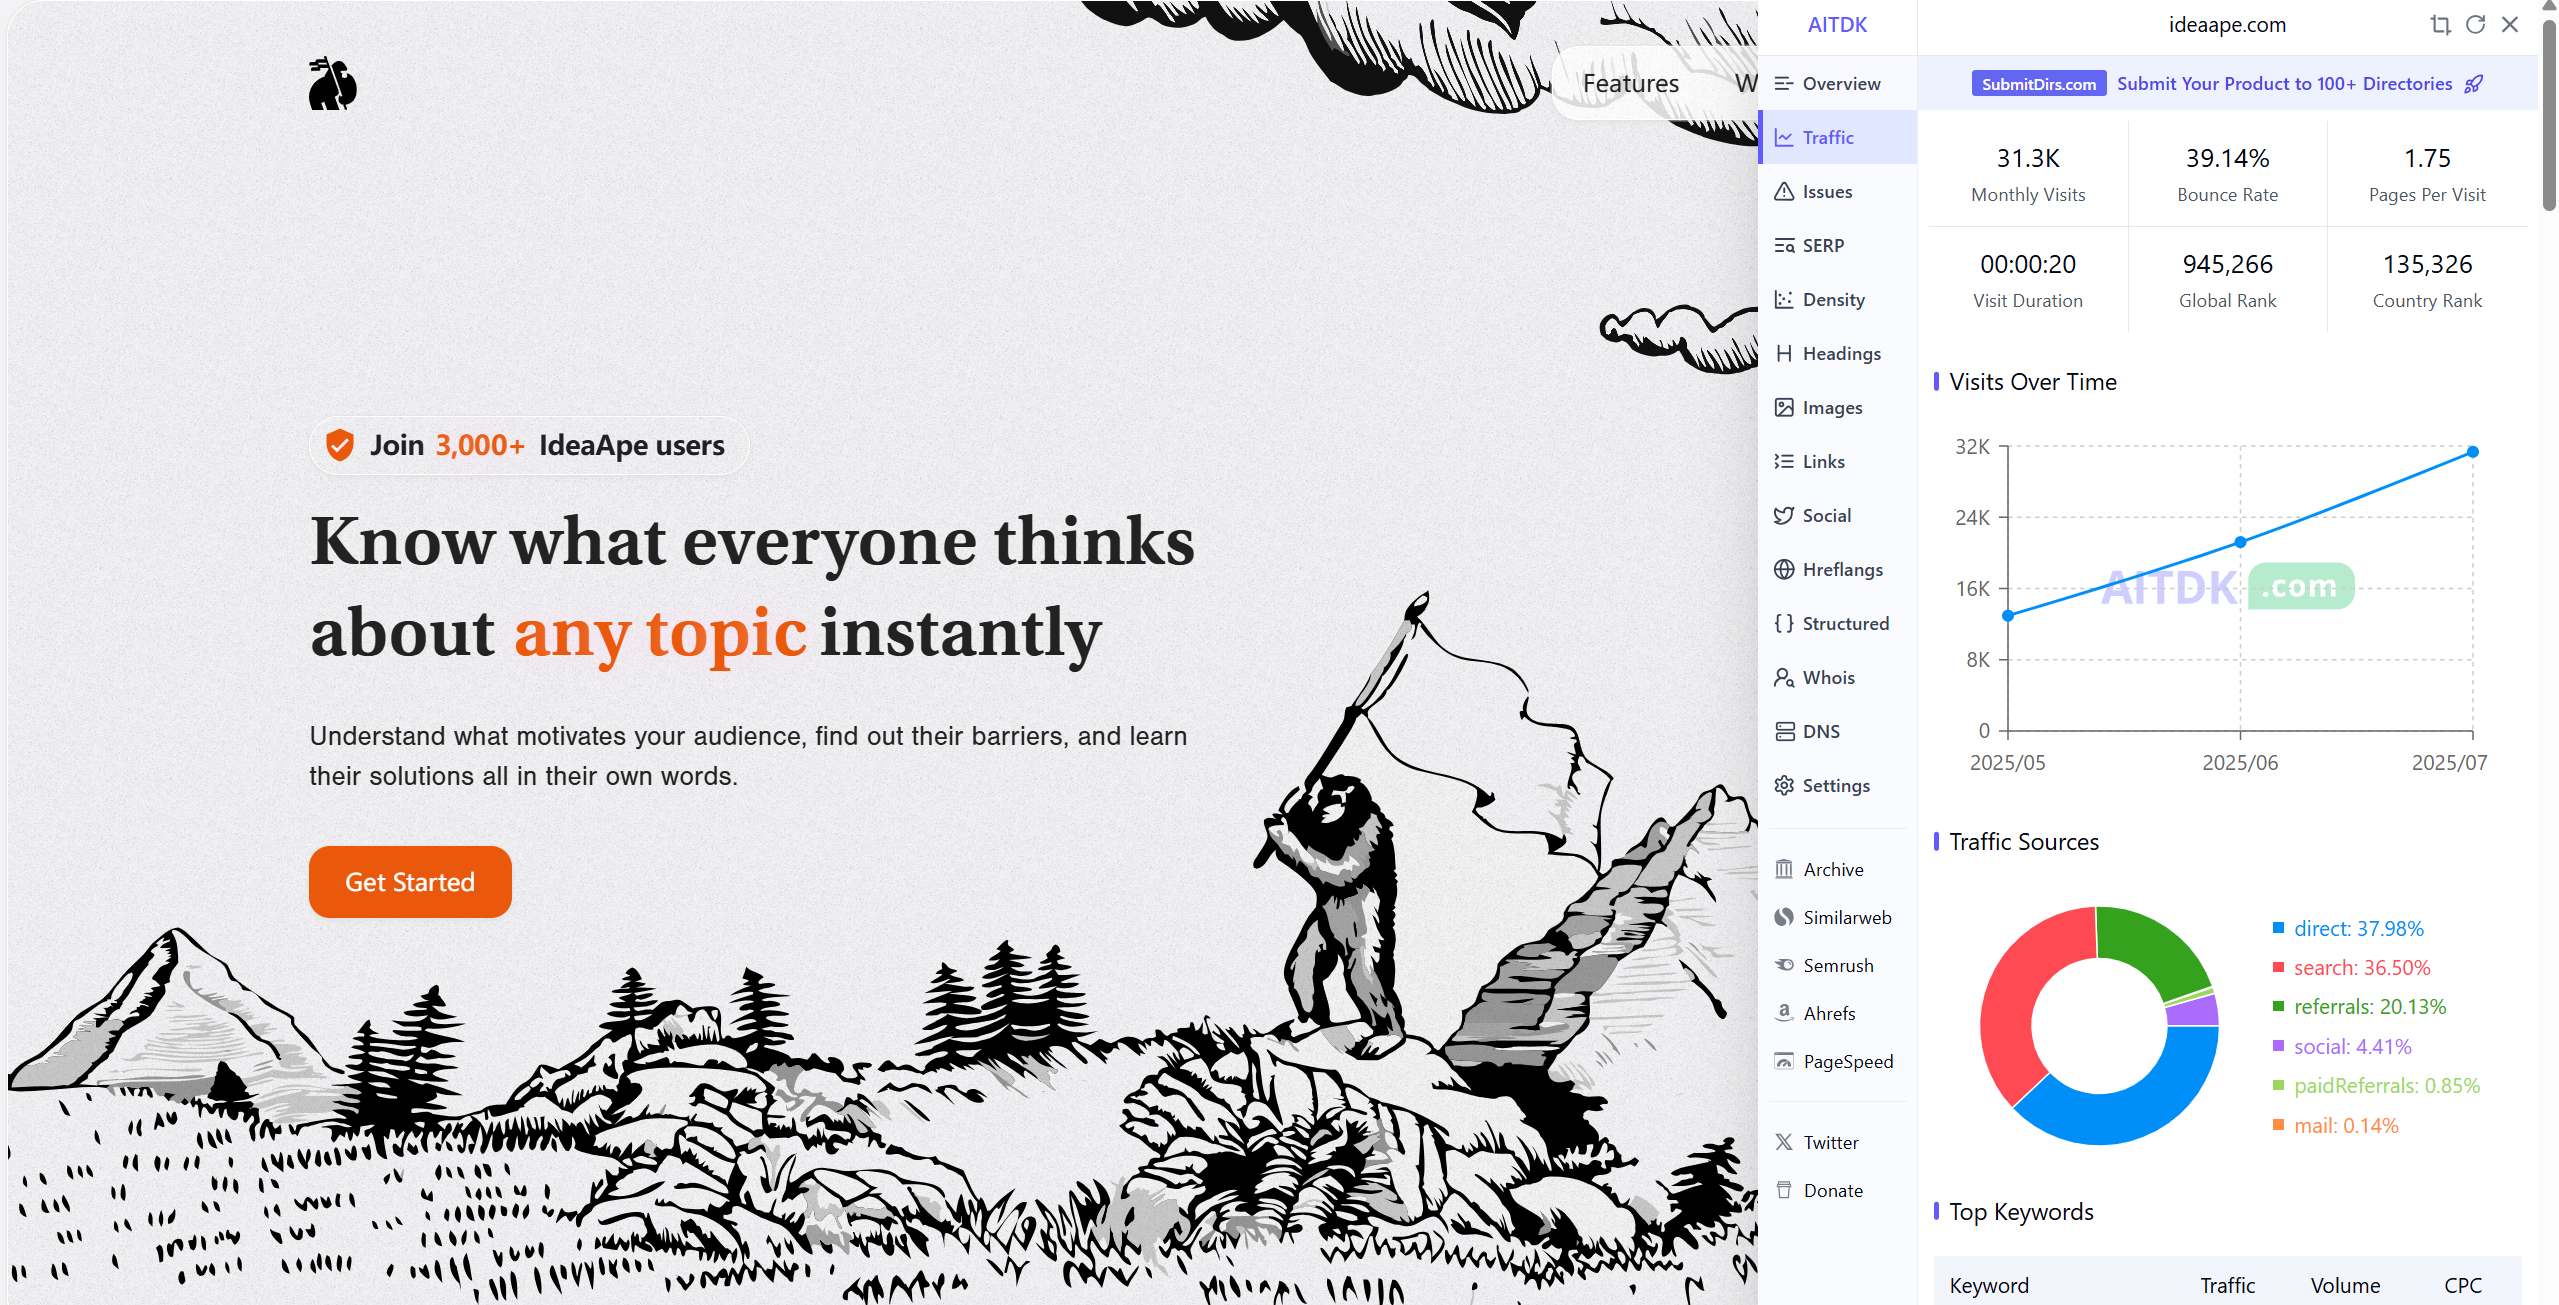 Features
W
Join 3,000+ IdeaApe users
Know what everyone thinks
about any topic instantly
Understand what motivates your audience, find out their barriers, and learn
their solutions all in their own words.
Get Started
AITDK
Overview
Traffic
Issues
SERP
Density
Headings
Images
Links
Social
Hreflangs
Structured
Whois
DNS
Settings
Archive
Similarweb
Semrush
Ahrefs
PageSpeed
Twitter
Donate
ideaape.com
SubmitDirs.com Submit Your Product to 100+ Directories
31.3K
Monthly Visits
39.14%
Bounce Rate
1.75
Pages Per Visit
00:00:20
Visit Duration
945,266
Global Rank
135,326
Country Rank
Visits Over Time
32K
24K
16K
8K
0
AITDK .com
2025/05
2025/06
2025/07
Traffic Sources
direct: 37.98%
search: 36.50%
referrals: 20.13%
social: 4.41%
paidReferrals: 0.85%
mail: 0.14%
Top Keywords
Keyword Traffic Volume CPC